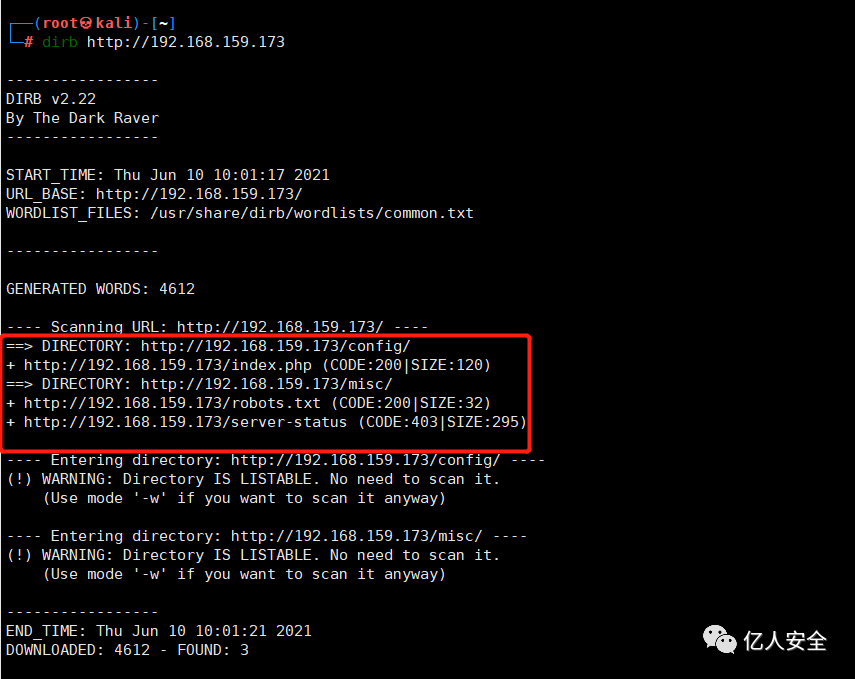 ┌──(root㉿kali)-[~]
└─# dirb http://192.168.159.173
-----------------
DIRB v2.22
By The Dark Raver
-----------------
START_TIME: Thu Jun 10 10:01:17 2021
URL_BASE: http://192.168.159.173/
WORDLIST_FILES: /usr/share/dirb/wordlists/common.txt
-----------------
GENERATED WORDS: 4612
---- Scanning URL: http://192.168.159.173/ ----
==> DIRECTORY: http://192.168.159.173/config/
+ http://192.168.159.173/index.php (CODE:200|SIZE:120)
==> DIRECTORY: http://192.168.159.173/misc/
+ http://192.168.159.173/robots.txt (CODE:200|SIZE:32)
+ http://192.168.159.173/server-status (CODE:403|SIZE:295)
---- Entering directory: http://192.168.159.173/config/ ----
(!) WARNING: Directory IS LISTABLE. No need to scan it.
(Use mode '-w' if you want to scan it anyway)
---- Entering directory: http://192.168.159.173/misc/ ----
(!) WARNING: Directory IS LISTABLE. No need to scan it.
(Use mode '-w' if you want to scan it anyway)
-----------------
END_TIME: Thu Jun 10 10:01:21 2021
DOWNLOADED: 4612 - FOUND: 3
亿人安全